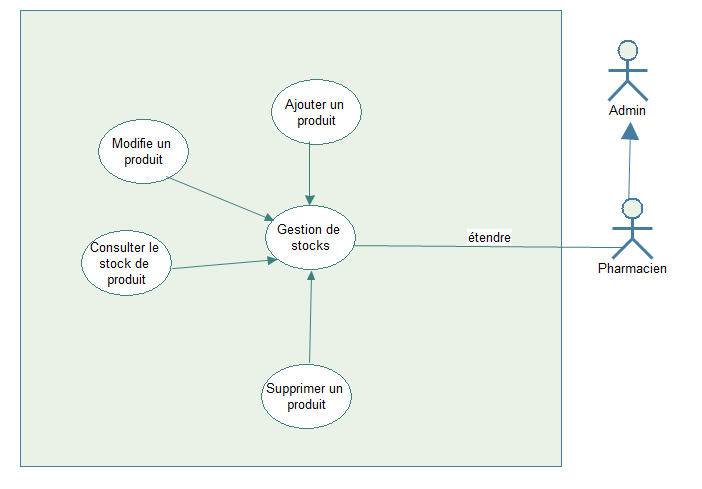 Ajouter un
produit
Modifie un
produit
Gestion de
stocks
Consulter le
stock de
produit
Supprimer un
produit
étendre
Admin
Pharmacien